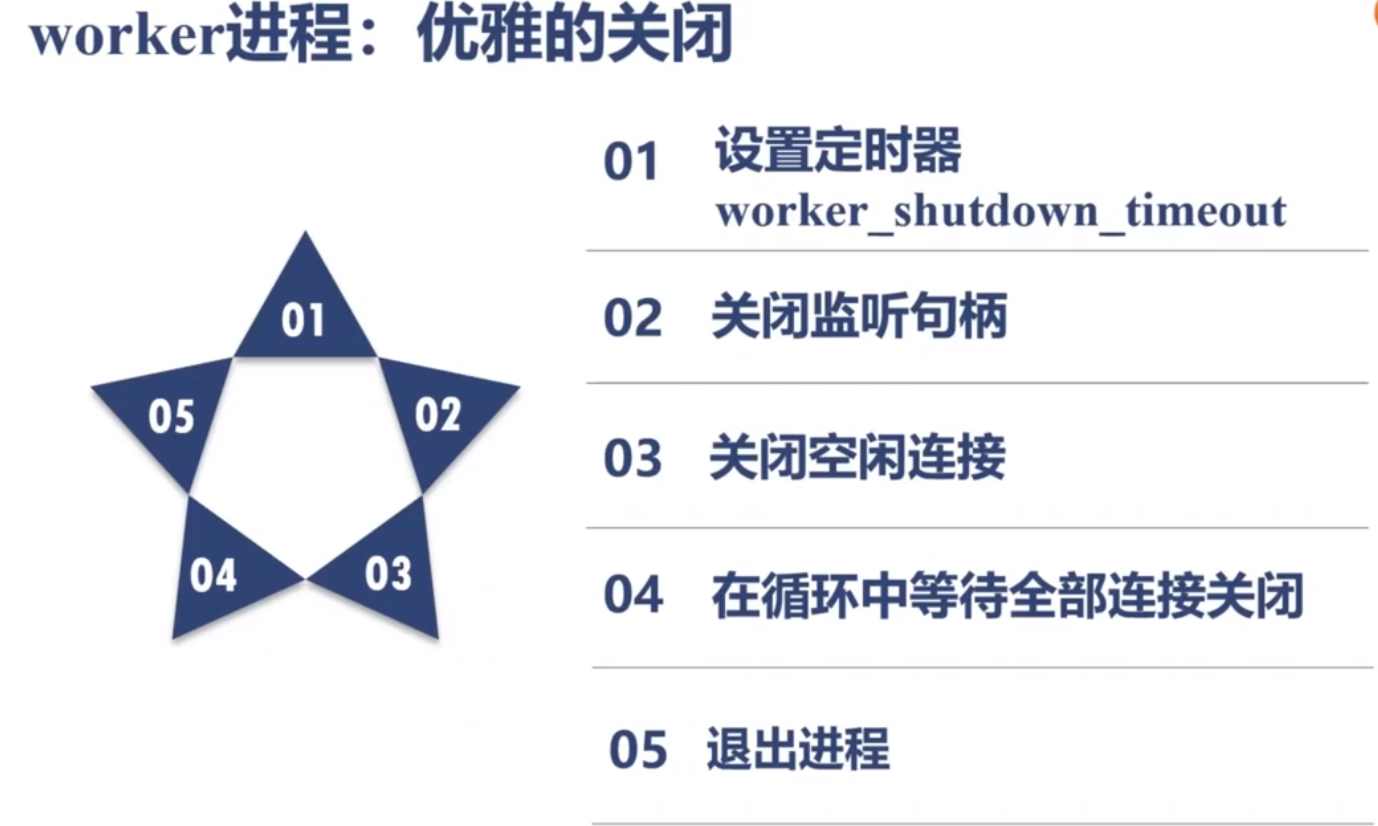 worker进程：优雅的关闭
01 设置定时器
worker_shutdown_timeout
02 关闭监听句柄
03 关闭空闲连接
04 在循环中等待全部连接关闭
05 退出进程
01
05
02
04
03